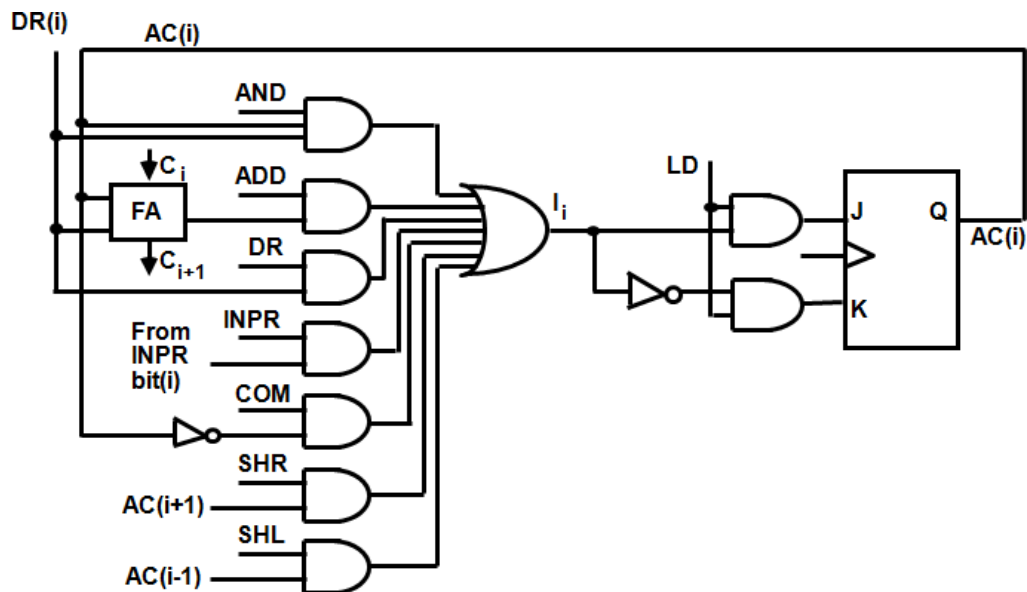 DR(i)
AC(i)
AND
C i
ADD
LD
FA
I i
J
Q
DR
AC(i)
C i+1
K
INPR
From
INPR
bit(i)
COM
SHR
AC(i+1)
SHL
AC(i-1)